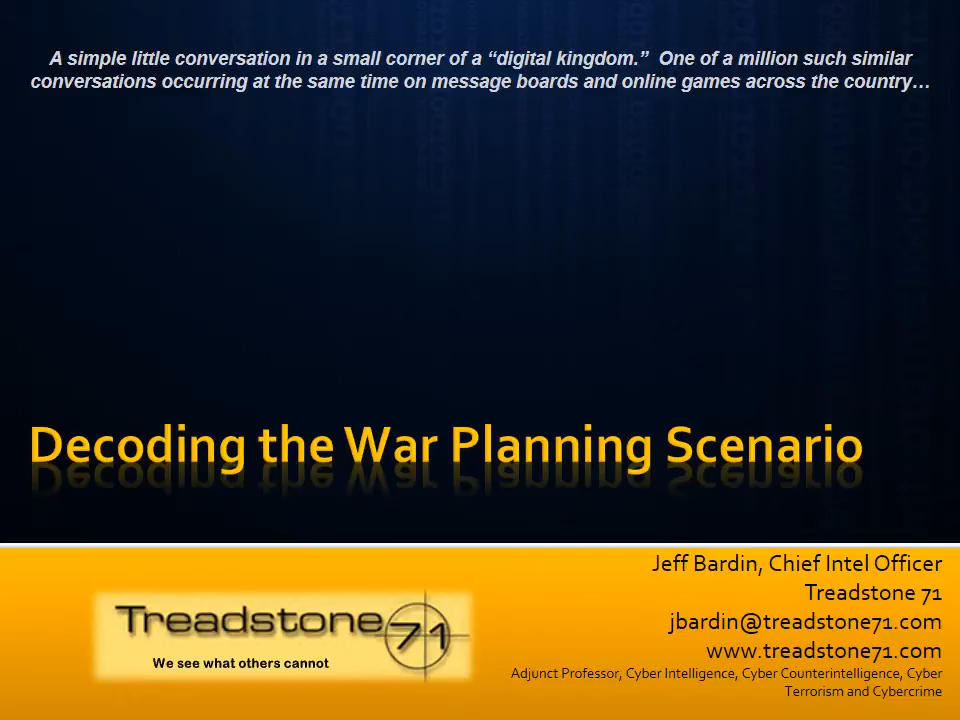 A simple little conversation in a small corner of a “digital kingdom.”  One of a million such similar
conversations occurring at the same time on message boards and online games across the country…
Decoding the War Planning Scenario
Jeff Bardin, Chief Intel Officer
Treadstone 71
jbardin@treadstone71.com
www.treadstone71.com
Adjunct Professor, Cyber Intelligence, Cyber Counterintelligence, Cyber
Terrorism and Cybercrime
Treadstone 71
We see what others cannot